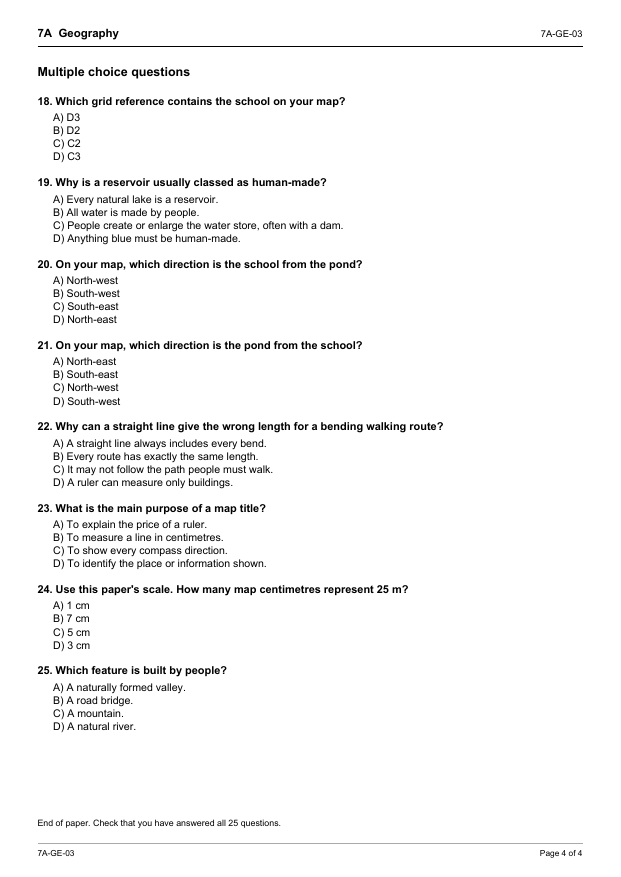 7A Geography
7A-GE-03
Multiple choice questions
18. Which grid reference contains the school on your map?
A) D3
B) D2
C) C2
D) C3
19. Why is a reservoir usually classed as human-made?
A) Every natural lake is a reservoir.
B) All water is made by people.
C) People create or enlarge the water store, often with a dam.
D) Anything blue must be human-made.
20. On your map, which direction is the school from the pond?
A) North-west
B) South-west
C) South-east
D) North-east
21. On your map, which direction is the pond from the school?
A) North-east
B) South-east
C) North-west
D) South-west
22. Why can a straight line give the wrong length for a bending walking route?
A) A straight line always includes every bend.
B) Every route has exactly the same length.
C) It may not follow the path people must walk.
D) A ruler can measure only buildings.
23. What is the main purpose of a map title?
A) To explain the price of a ruler.
B) To measure a line in centimetres.
C) To show every compass direction.
D) To identify the place or information shown.
24. Use this paper's scale. How many map centimetres represent 25 m?
A) 1 cm
B) 7 cm
C) 5 cm
D) 3 cm
25. Which feature is built by people?
A) A naturally formed valley.
B) A road bridge.
C) A mountain.
D) A natural river.
End of paper. Check that you have answered all 25 questions.
7A-GE-03
Page 4 of 4